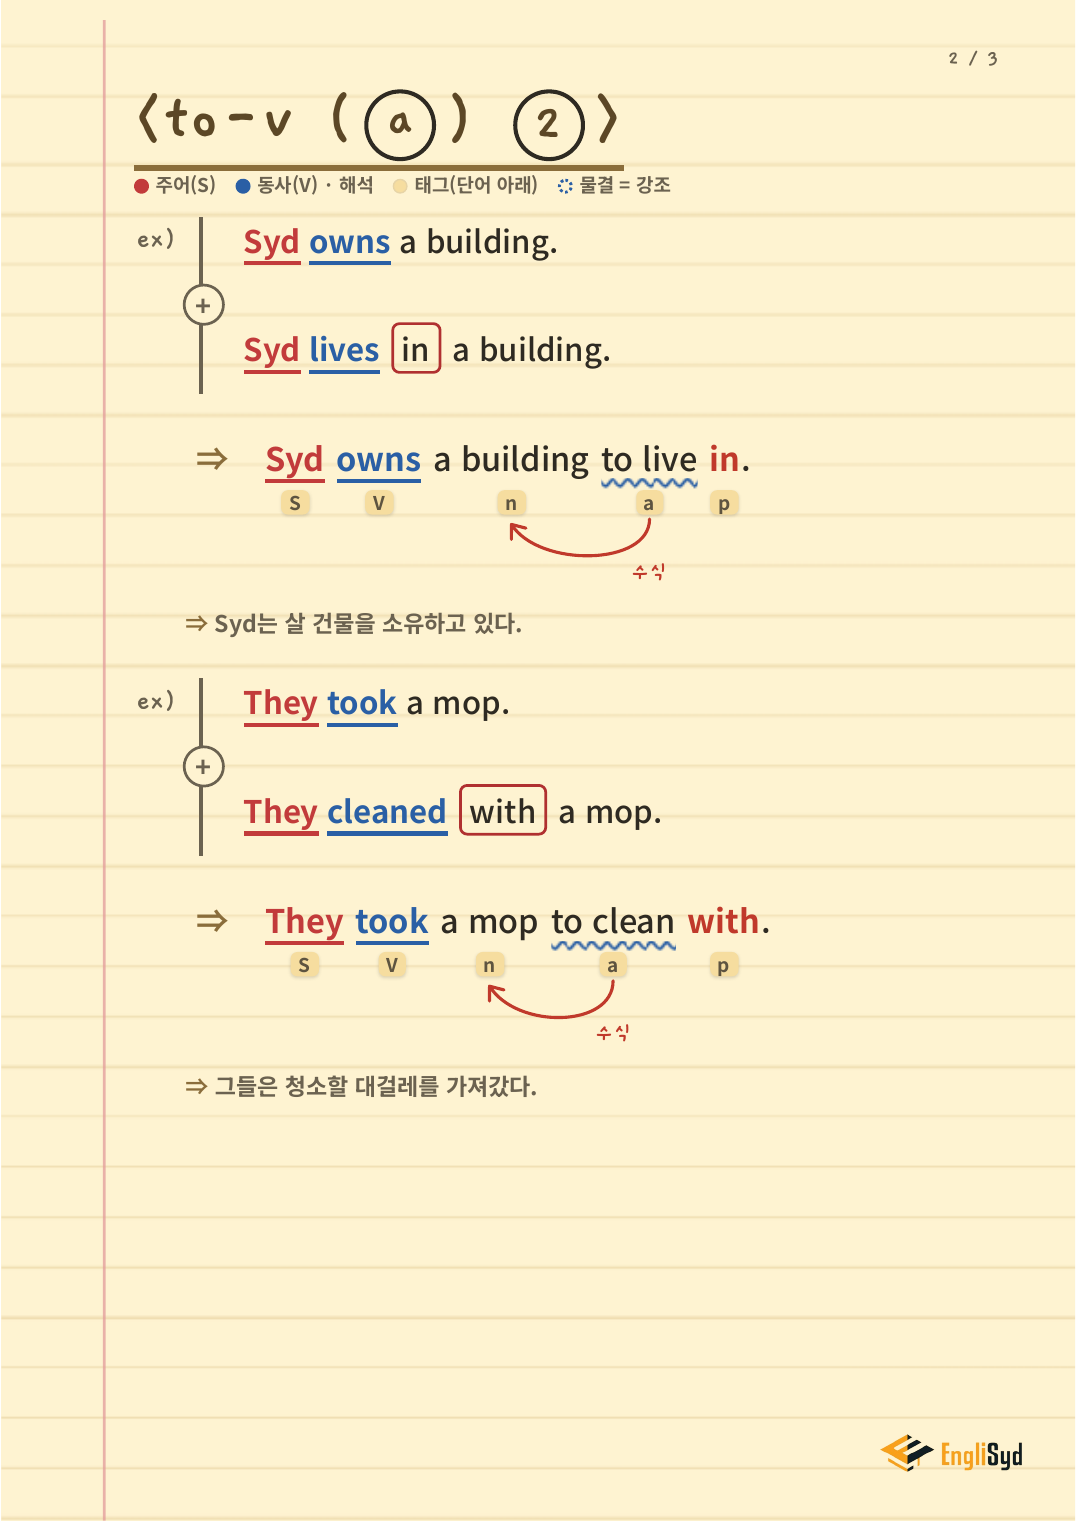 2 / 3
〈to-v ( a ) 2〉
주어(S) 동사(V) · 해석 태그(단어 아래) 물결 = 강조
ex) Syd owns a building.
+
Syd lives in a building.
⇒ Syd owns a building to live in.
S V n a p
수식
⇒ Syd는 살 건물을 소유하고 있다.
ex) They took a mop.
+
They cleaned with a mop.
⇒ They took a mop to clean with.
S V n a p
수식
⇒ 그들은 청소할 대걸레를 가져갔다.
EngliSyd